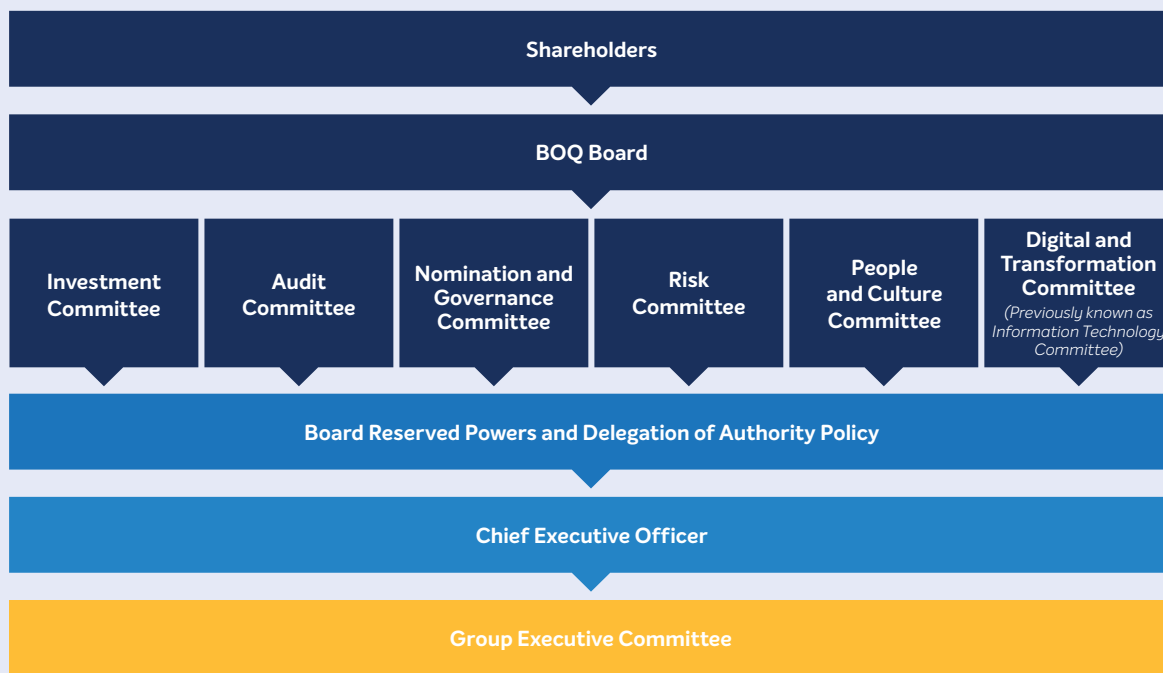 Shareholders
BOQ Board
Investment
Committee
Audit
Committee
Nomination and
Governance
Committee
Risk
Committee
People
and Culture
Committee
Digital and
Transformation
Committee
(Previously known as
Information Technology
Committee)
Board Reserved Powers and Delegation of Authority Policy
Chief Executive Officer
Group Executive Committee